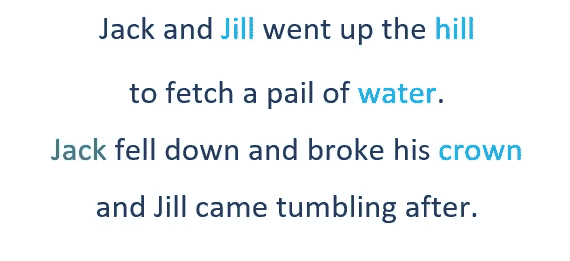 Jack and Jill went up the hill
to fetch a pail of water.
Jack fell down and broke his crown
and Jill came tumbling after.